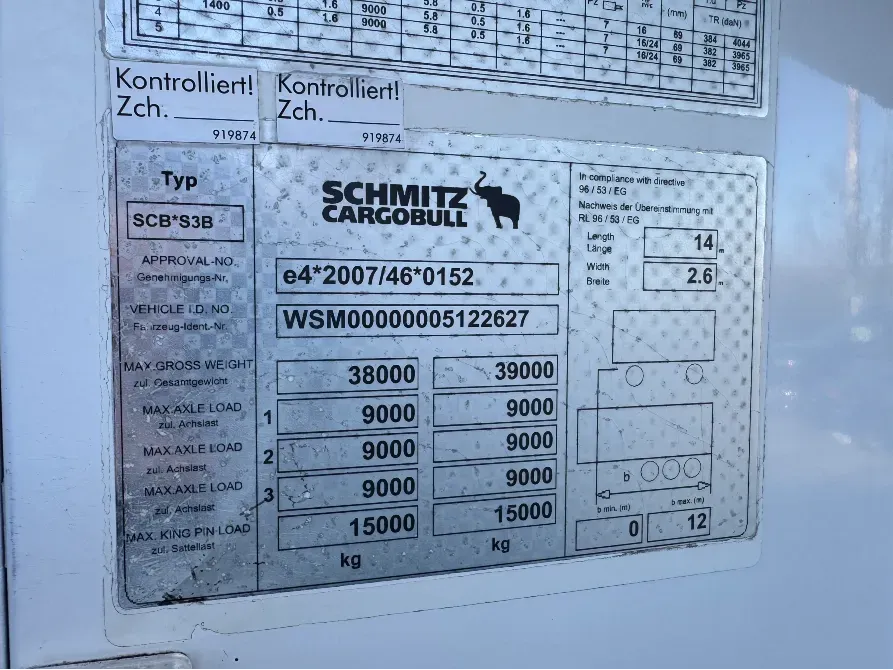 PZ
TR (daN)
(mm)
4 1400 0.5 1.6 9000 5.8 0.5 1.6 --- 7 16 69 384 4044
5 1.6 9000 5.8 0.5 1.6 --- 7 16/24 69 382 3965
1.6 --- 7 16/24 69 382 3965
Kontrolliert!
Zch.
919874
Kontrolliert!
Zch.
919874
Typ
SCB*S3B
SCHMITZ
CARGOBULL
In compliance with directive
96 / 53 / EG
Nachweis der Übereinstimmung mit
RL 96 / 53 / EG
Length
Länge
14 m
Width
Breite
2.6 m
APPROVAL-NO.
Genehmigungs-Nr.
e4*2007/46*0152
VEHICLE I.D. NO.
Fahrzeug-Ident.-Nr.
WSM00000005122627
MAX.GROSS WEIGHT
zul. Gesamtgewicht
38000 39000
MAX.AXLE LOAD
zul. Achslast
1 9000 9000
MAX.AXLE LOAD
zul. Achslast
2 9000 9000
MAX.AXLE LOAD
zul. Achslast
3 9000 9000
MAX. KING PIN LOAD
zul. Sattellast
15000 15000
kg kg
b
b min. (m) b max. (m)
0 12